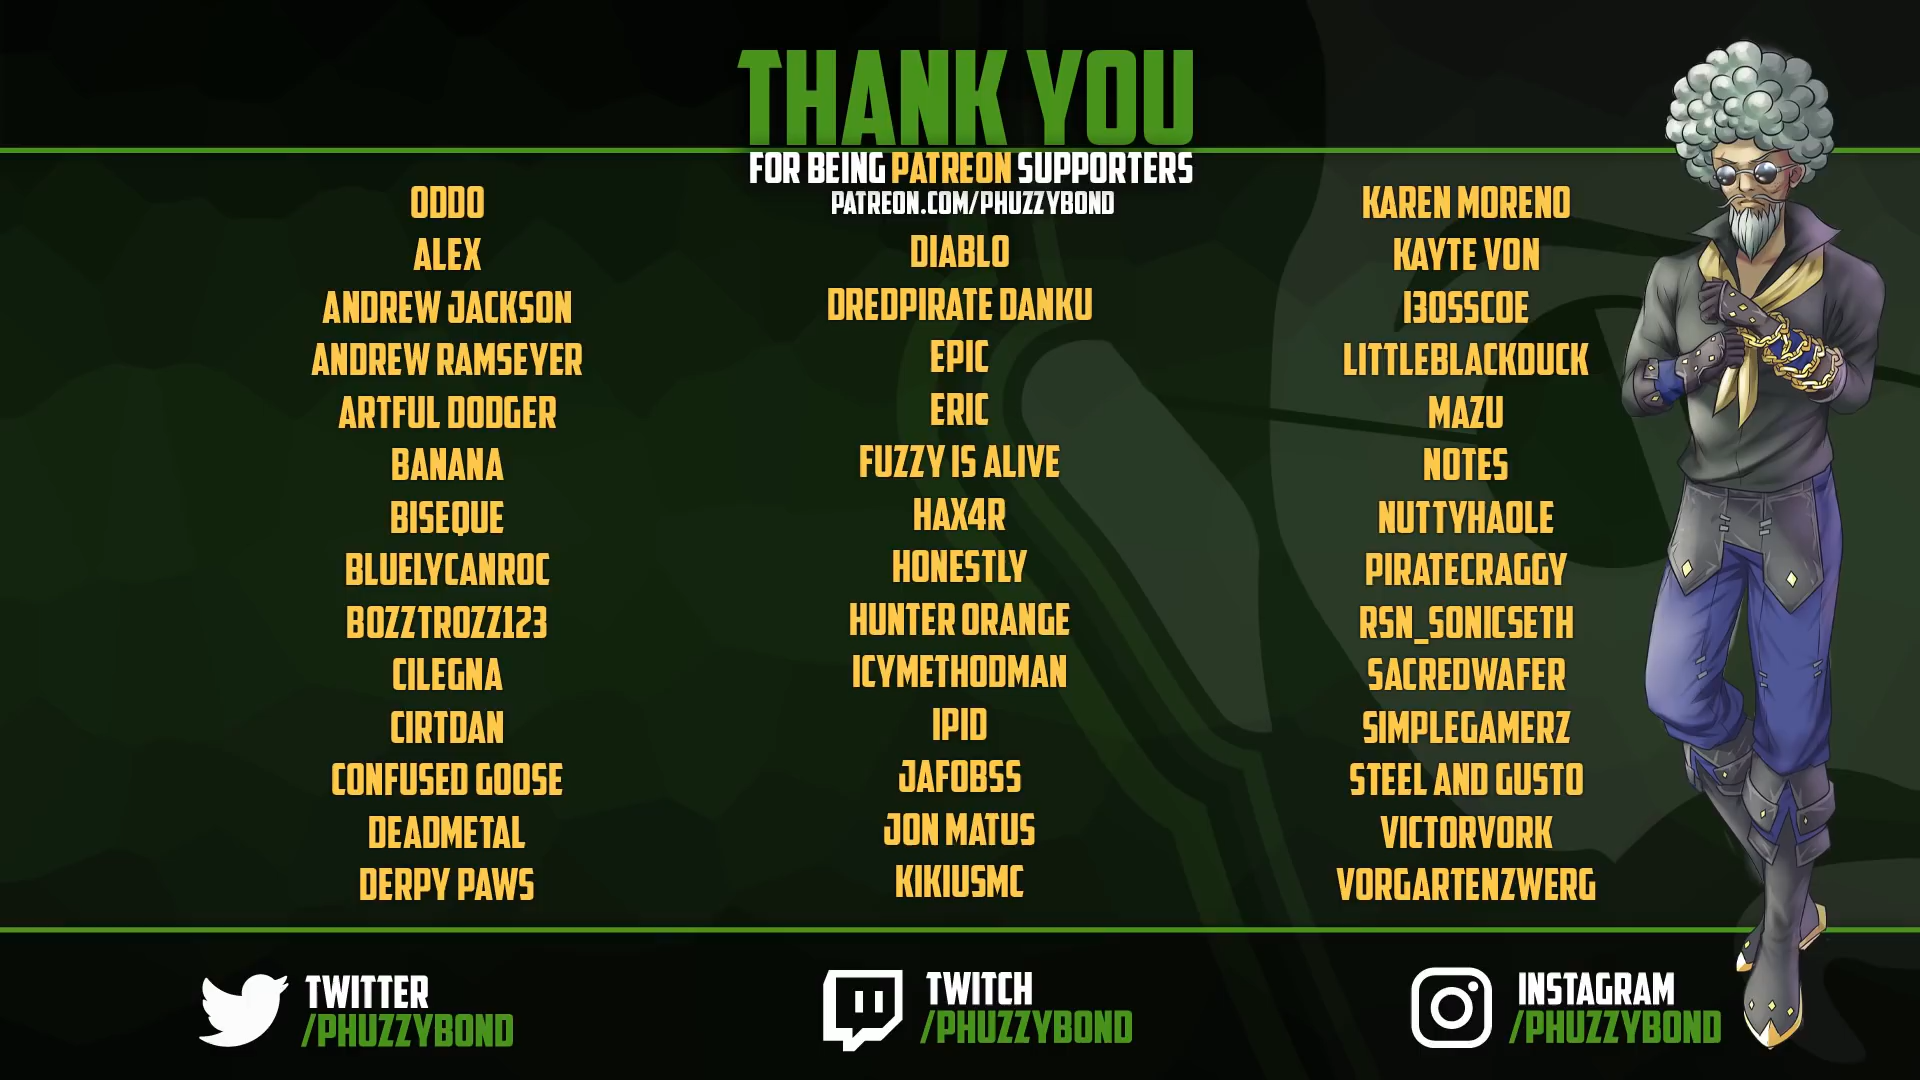 THANK YOU
FOR BEING PATREON SUPPORTERS
PATREON.COM/PHUZZYBOND
ODDO
ALEX
ANDREW JACKSON
ANDREW RAMSEYER
ARTFUL DODGER
BANANA
BISEQUE
BLUELYCANROC
BOZZTROZZ123
CILEGNA
CIRTDAN
CONFUSED GOOSE
DEADMETAL
DERPY PAWS
DIABLO
DREDPIRATE DANKU
EPIC
ERIC
FUZZY IS ALIVE
HAX4R
HONESTLY
HUNTER ORANGE
ICYMETHODMAN
IPID
JAFOBSS
JON MATUS
KIKIUSMC
KAREN MORENO
KAYTE VON
I3OSSCOE
LITTLEBLACKDUCK
MAZU
NOTES
NUTTYHAOLE
PIRATECRAGGY
RSN_SONICSETH
SACREDWAFER
SIMPLEGAMERZ
STEEL AND GUSTO
VICTORVORK
VORGARTENZWERG
TWITTER
/PHUZZYBOND
TWITCH
/PHUZZYBOND
INSTAGRAM
/PHUZZYBOND